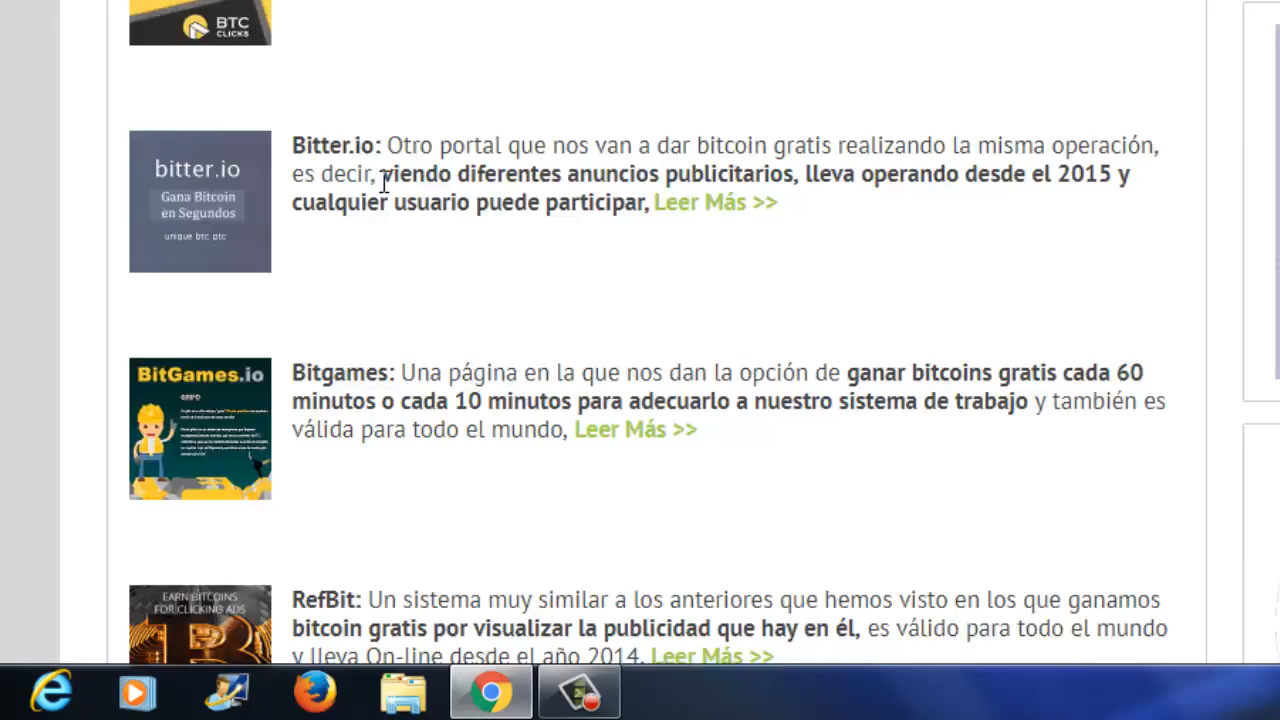 BTC
CLICKS
bitter.io
Gana Bitcoin
en Segundos
unique btc ptc
Bitter.io: Otro portal que nos van a dar bitcoin gratis realizando la misma operación,
es decir, viendo diferentes anuncios publicitarios, lleva operando desde el 2015 y
cualquier usuario puede participar, Leer Más >>
BitGames.io
Bitgames: Una página en la que nos dan la opción de ganar bitcoins gratis cada 60
minutos o cada 10 minutos para adecuarlo a nuestro sistema de trabajo y también es
válida para todo el mundo, Leer Más >>
EARN BITCOINS
FOR CLICKING ADS
RefBit: Un sistema muy similar a los anteriores que hemos visto en los que ganamos
bitcoin gratis por visualizar la publicidad que hay en él, es válido para todo el mundo
y lleva On-line desde el año 2014. Leer Más >>